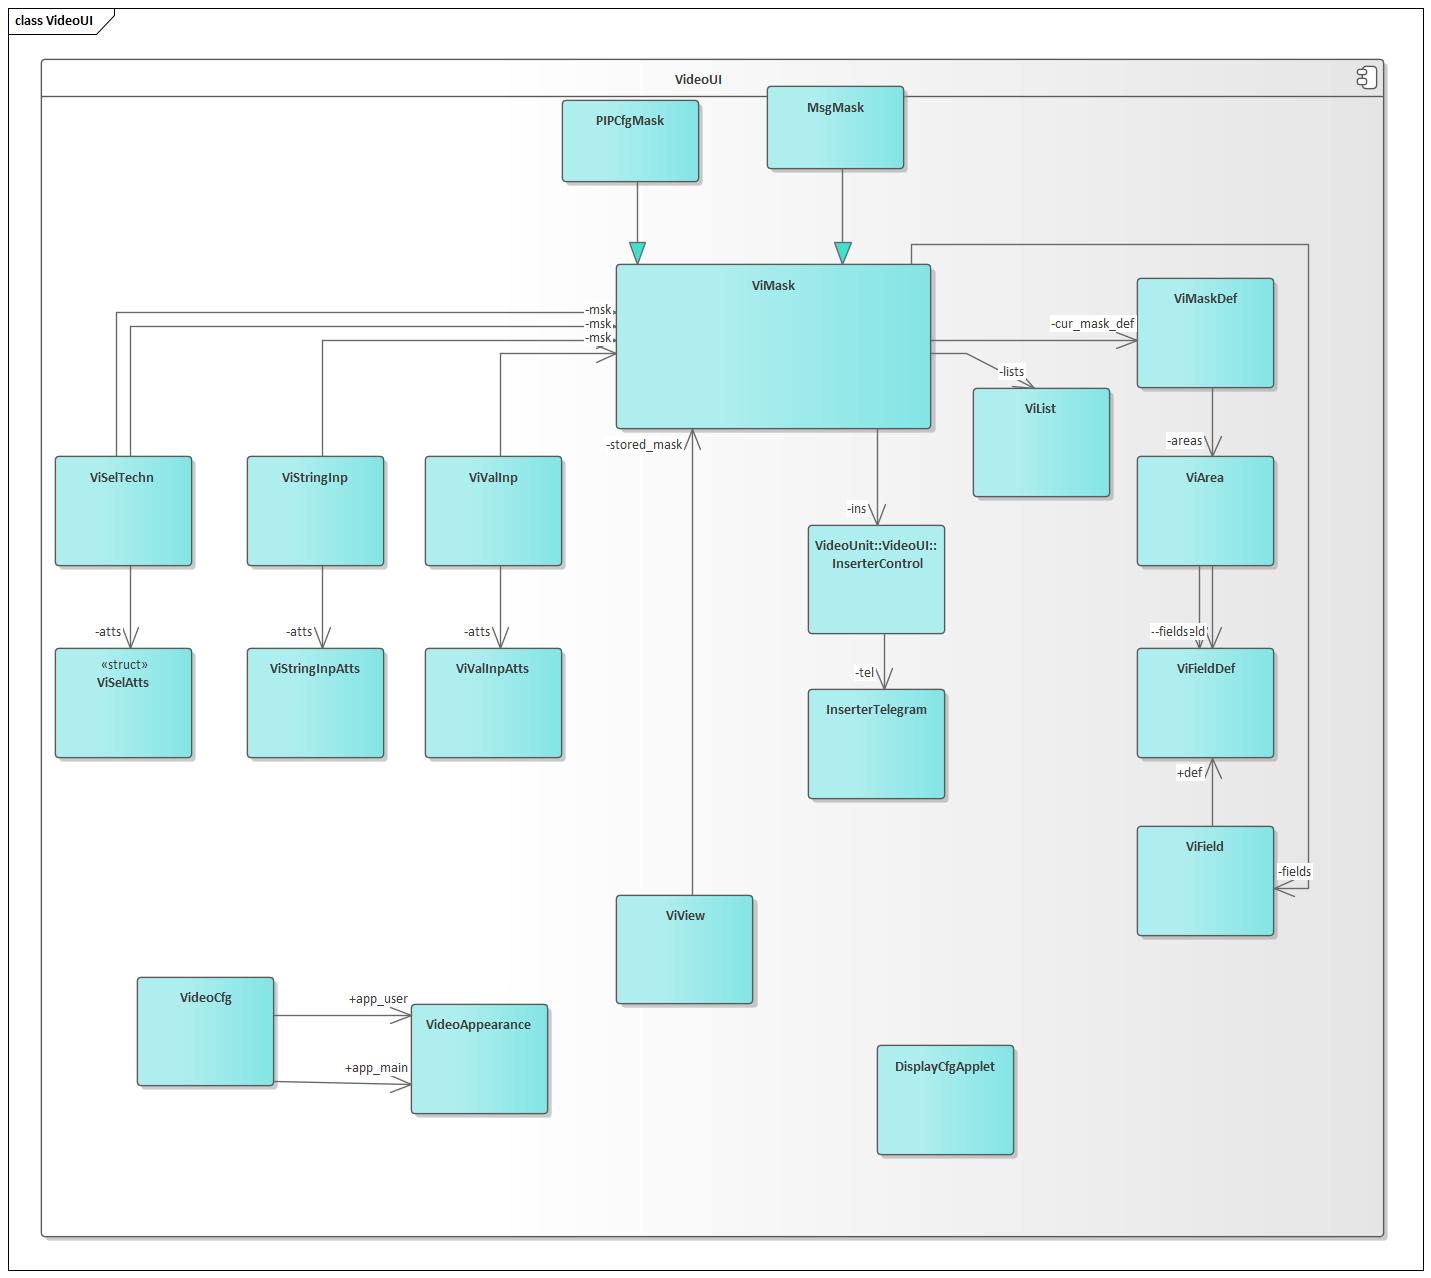 class VideoUI
VideoUI
PIPCfgMask
MsgMask
ViMask
ViMaskDef
-msk
-msk
-msk
-cur_mask_def
-lists
ViList
-stored_mask
-areas
ViSelTechn
ViStringInp
ViValInp
ViArea
-ins
VideoUnit::VideoUI::
InserterControl
-atts
-atts
-atts
--fields
«struct»
ViSelAtts
ViStringInpAtts
ViValInpAtts
-tel
InserterTelegram
ViFieldDef
+def
ViField
-fields
ViView
VideoCfg
+app_user
VideoAppearance
+app_main
DisplayCfgApplet